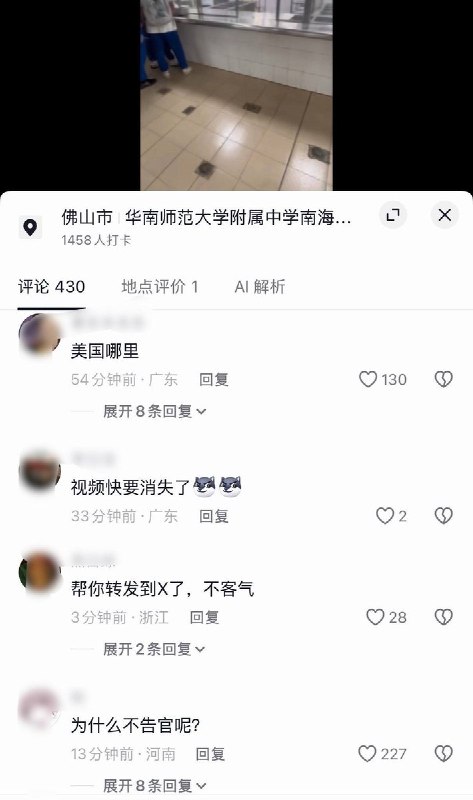 佛山市 华南师范大学附属中学南海...
1458人打卡
评论 430 地点评价 1 AI 解析
美国哪里
54分钟前 · 广东 回复 130
展开8条回复
视频快要消失了
33分钟前 · 广东 回复 2
帮你转发到X了，不客气
3分钟前 · 浙江 回复 28
展开2条回复
为什么不告官呢?
13分钟前 · 河南 回复 227
展开8条回复